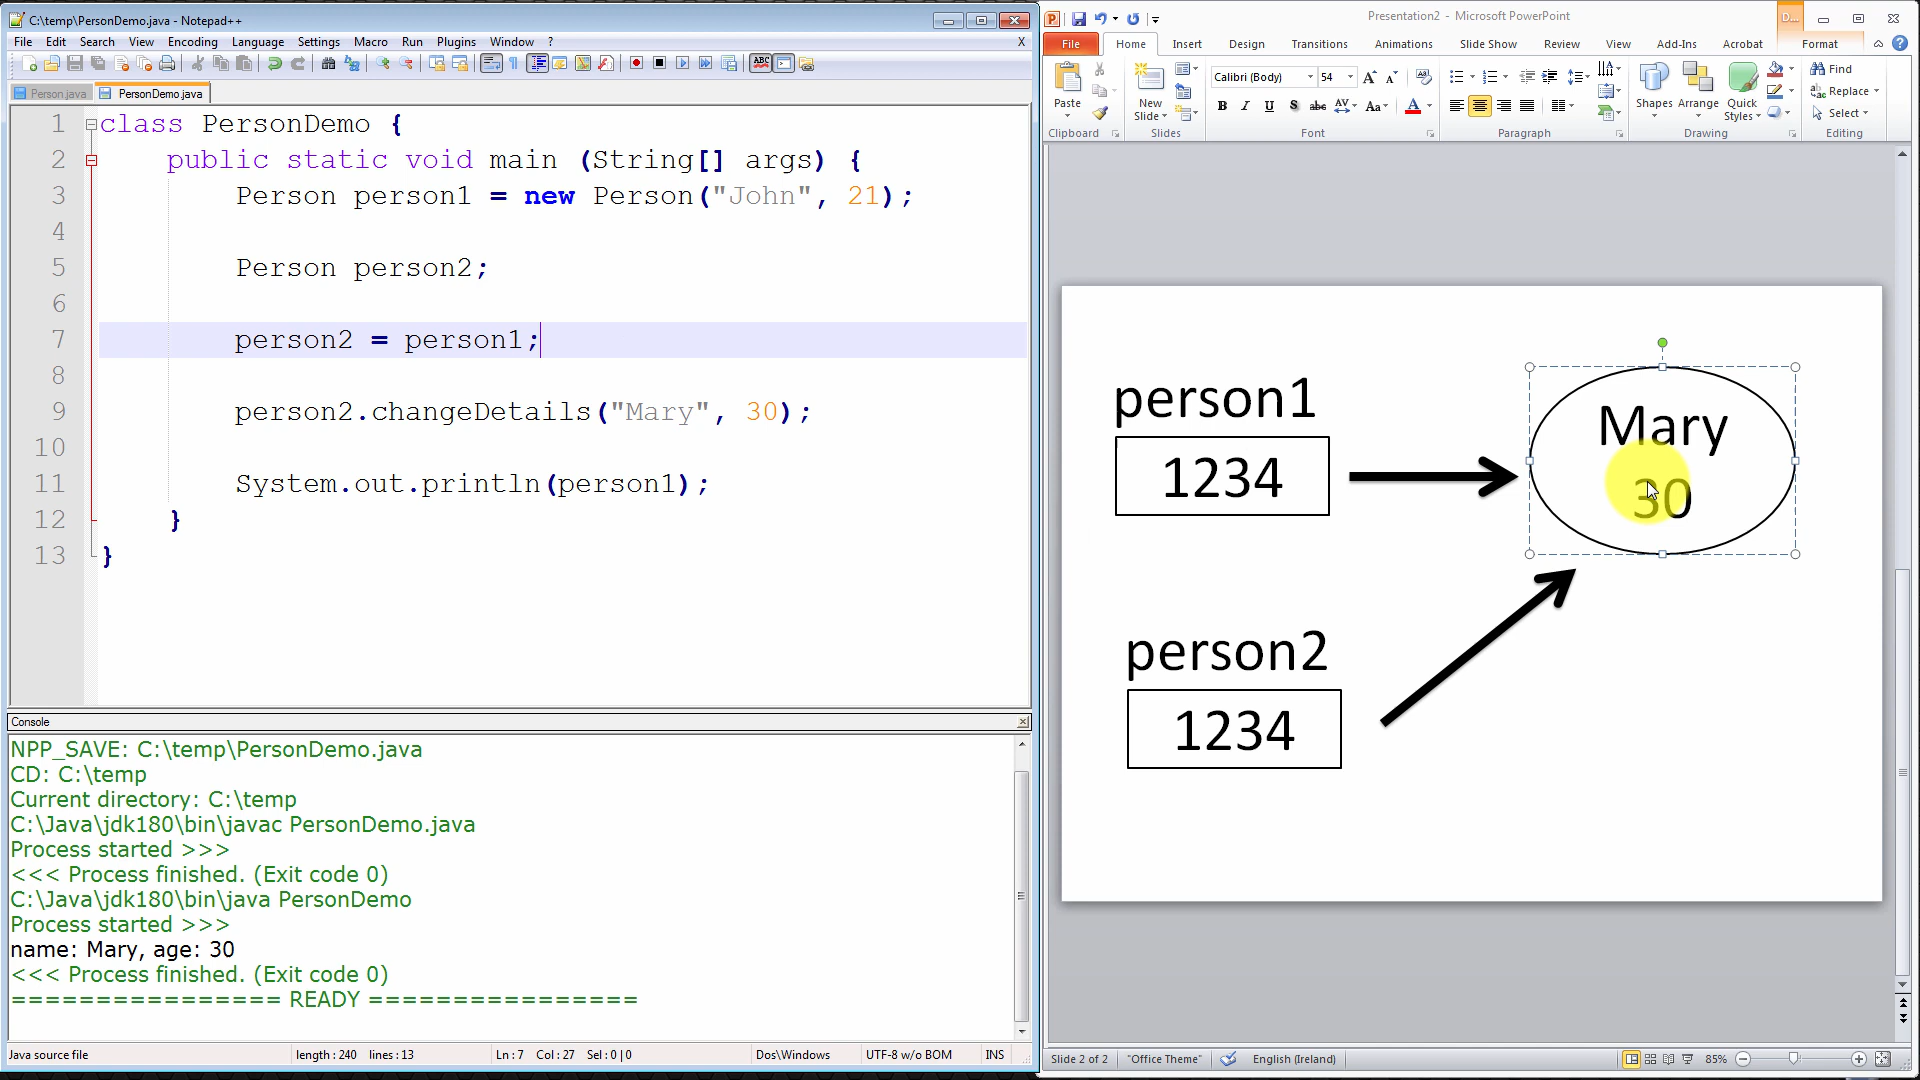 C:\temp\PersonDemo.java - Notepad++
File Edit Search View Encoding Language Settings Macro Run Plugins Window ? X
Person.java PersonDemo.java
1 class PersonDemo {
2 public static void main (String[] args) {
3 Person person1 = new Person("John", 21);
4
5 Person person2;
6
7 person2 = person1;
8
9 person2.changeDetails("Mary", 30);
10
11 System.out.println(person1);
12 }
13 }
Console
NPP_SAVE: C:\temp\PersonDemo.java
CD: C:\temp
Current directory: C:\temp
C:\Java\jdk180\bin\javac PersonDemo.java
Process started >>>
<<< Process finished. (Exit code 0)
C:\Java\jdk180\bin\java PersonDemo
Process started >>>
name: Mary, age: 30
<<< Process finished. (Exit code 0)
================ READY ================
Java source file length : 240 lines : 13 Ln : 7 Col : 27 Sel : 0 | 0 Dos\Windows UTF-8 w/o BOM INS
Presentation2 - Microsoft PowerPoint D...
File Home Insert Design Transitions Animations Slide Show Review View Add-Ins Acrobat Format
Paste
Clipboard
New
Slide
Slides
Calibri (Body) 54
B I U S abc AV Aa A
Font
Paragraph
Shapes Arrange Quick
Styles
Drawing
Find
Replace
Select
Editing
person1
1234
Mary
30
person2
1234
Slide 2 of 2 "Office Theme" English (Ireland) 85%